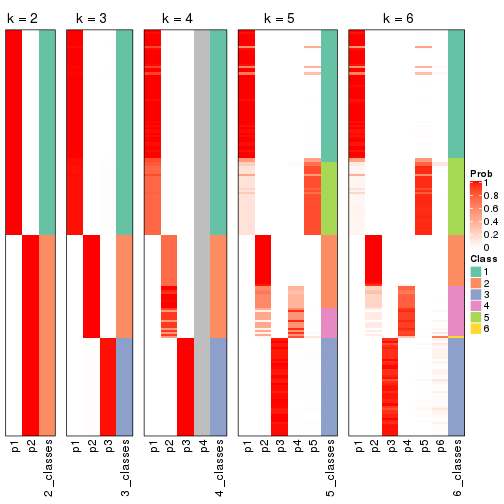 k = 2
k = 3
k = 4
k = 5
k = 6
p1
p2
2_classes
p1
p2
p3
3_classes
p1
p2
p3
p4
4_classes
p1
p2
p3
p4
p5
5_classes
p1
p2
p3
p4
p5
p6
6_classes
Prob
1
0.8
0.6
0.4
0.2
0
Class
1
2
3
4
5
6